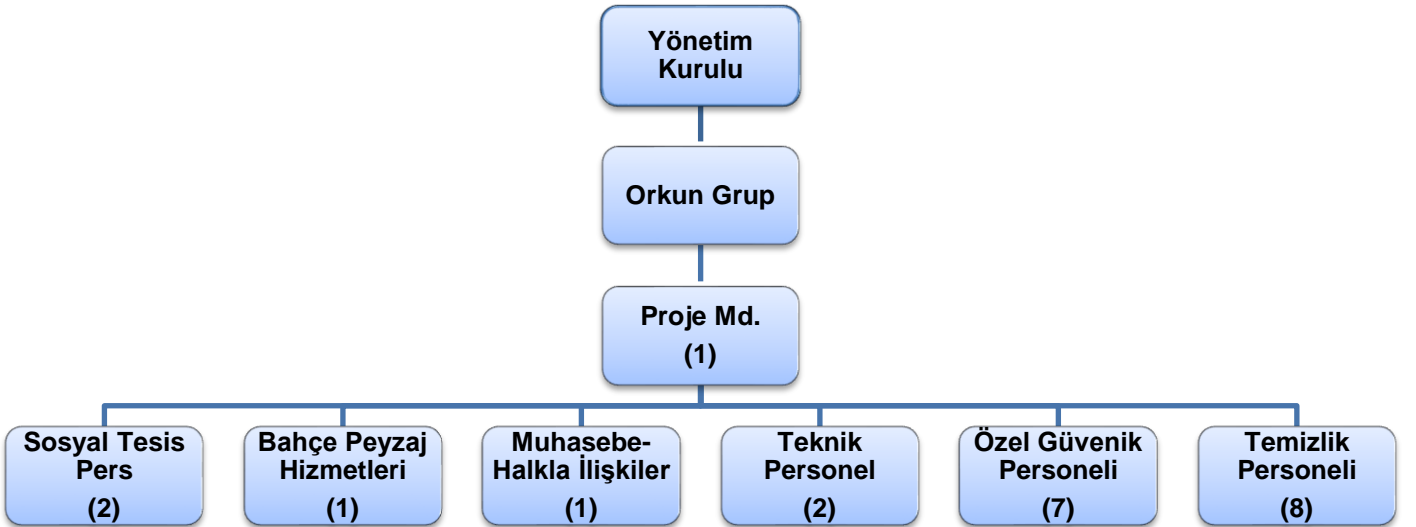 Yönetim
Kurulu
Orkun Grup
Proje Md.
(1)
Sosyal Tesis
Pers
(2)
Bahçe Peyzaj
Hizmetleri
(1)
Muhasebe-
Halkla İlişkiler
(1)
Teknik
Personel
(2)
Özel Güvenik
Personeli
(7)
Temizlik
Personeli
(8)